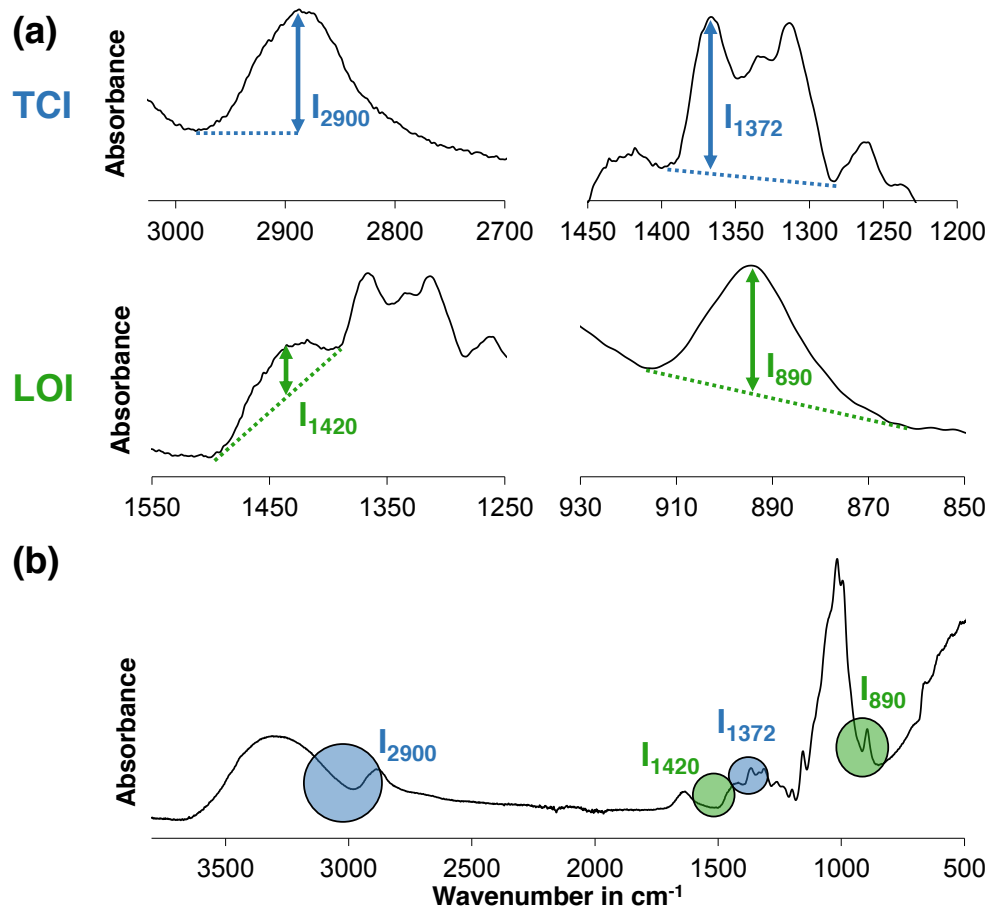 (a)
TCI
Absorbance
I2900
3000 2900 2800 2700
I1372
1450 1400 1350 1300 1250 1200
LOI
Absorbance
I1420
1550 1450 1350 1250
I890
930 910 890 870 850
(b)
Absorbance
I2900
I1420
I1372
I890
3500 3000 2500 2000 1500 1000 500
Wavenumber in cm-1